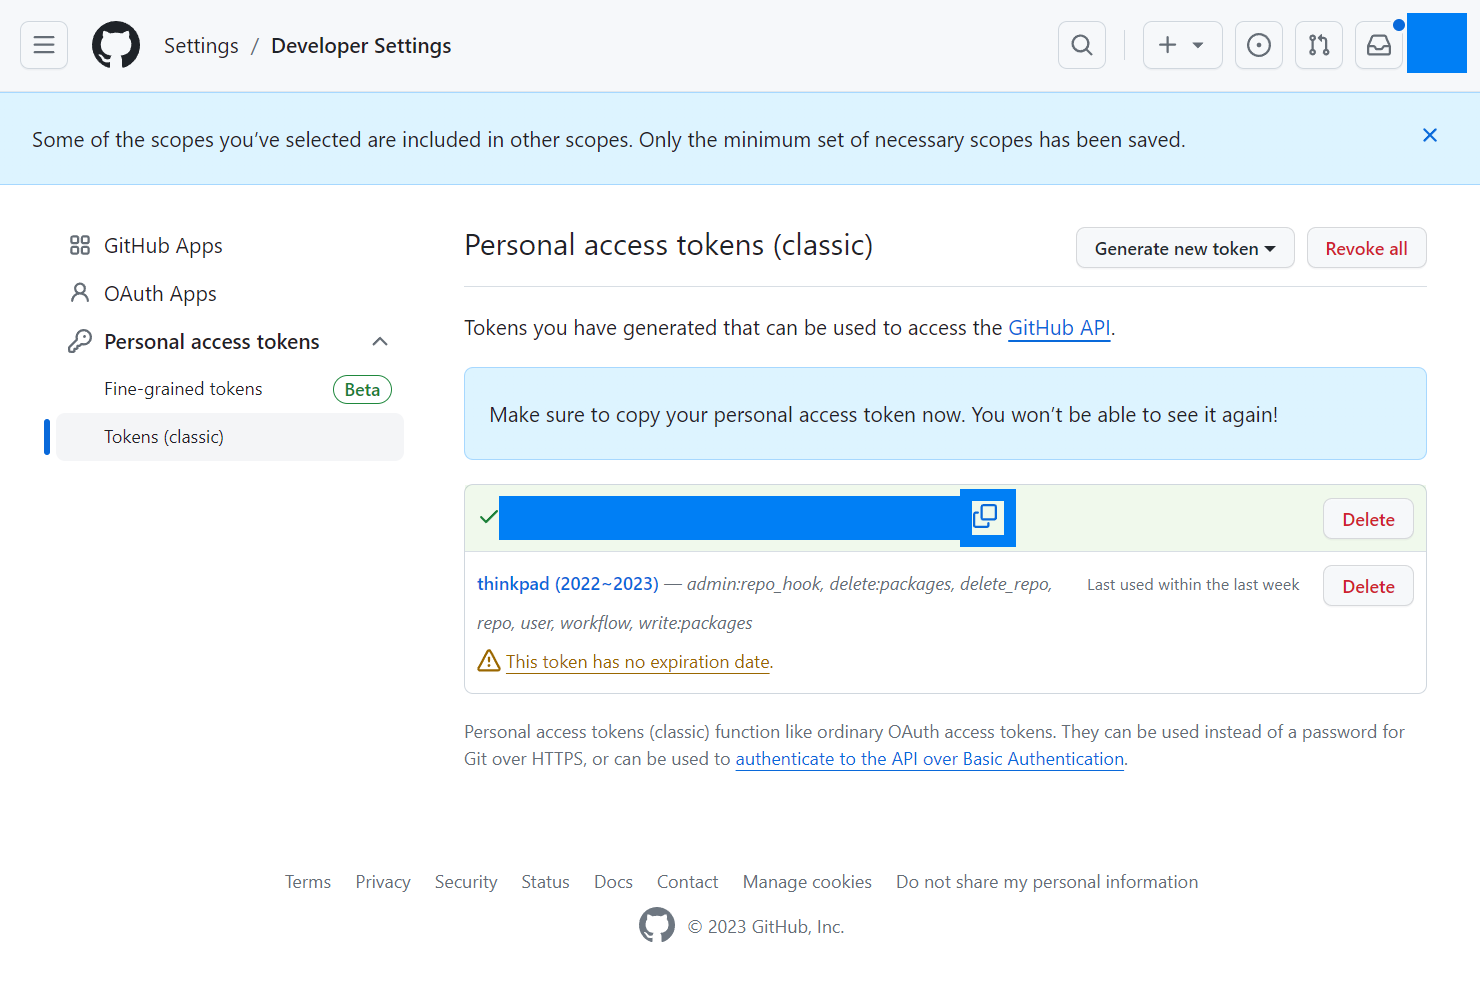 Settings / Developer Settings
Some of the scopes you’ve selected are included in other scopes. Only the minimum set of necessary scopes has been saved.
GitHub Apps
OAuth Apps
Personal access tokens
Fine-grained tokens Beta
Tokens (classic)
Personal access tokens (classic)
Generate new token
Revoke all
Tokens you have generated that can be used to access the GitHub API.
Make sure to copy your personal access token now. You won’t be able to see it again!
Delete
thinkpad (2022~2023) — admin:repo_hook, delete:packages, delete_repo,
repo, user, workflow, write:packages
Last used within the last week
Delete
This token has no expiration date.
Personal access tokens (classic) function like ordinary OAuth access tokens. They can be used instead of a password for
Git over HTTPS, or can be used to authenticate to the API over Basic Authentication.
Terms Privacy Security Status Docs Contact Manage cookies Do not share my personal information
© 2023 GitHub, Inc.